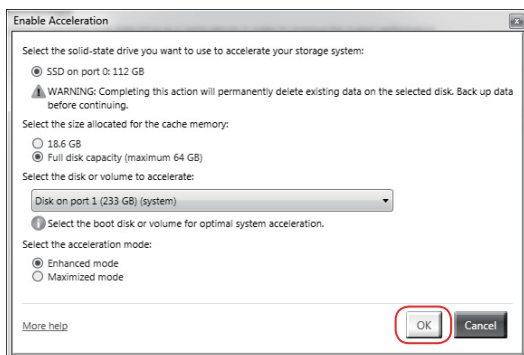 Enable Acceleration
Select the solid-state drive you want to use to accelerate your storage system:
SSD on port 0: 112 GB
WARNING: Completing this action will permanently delete existing data on the selected disk. Back up data
before continuing.
Select the size allocated for the cache memory:
18.6 GB
Full disk capacity (maximum 64 GB)
Select the disk or volume to accelerate:
Disk on port 1 (233 GB) (system)
Select the boot disk or volume for optimal system acceleration.
Select the acceleration mode:
Enhanced mode
Maximized mode
More help
OK
Cancel